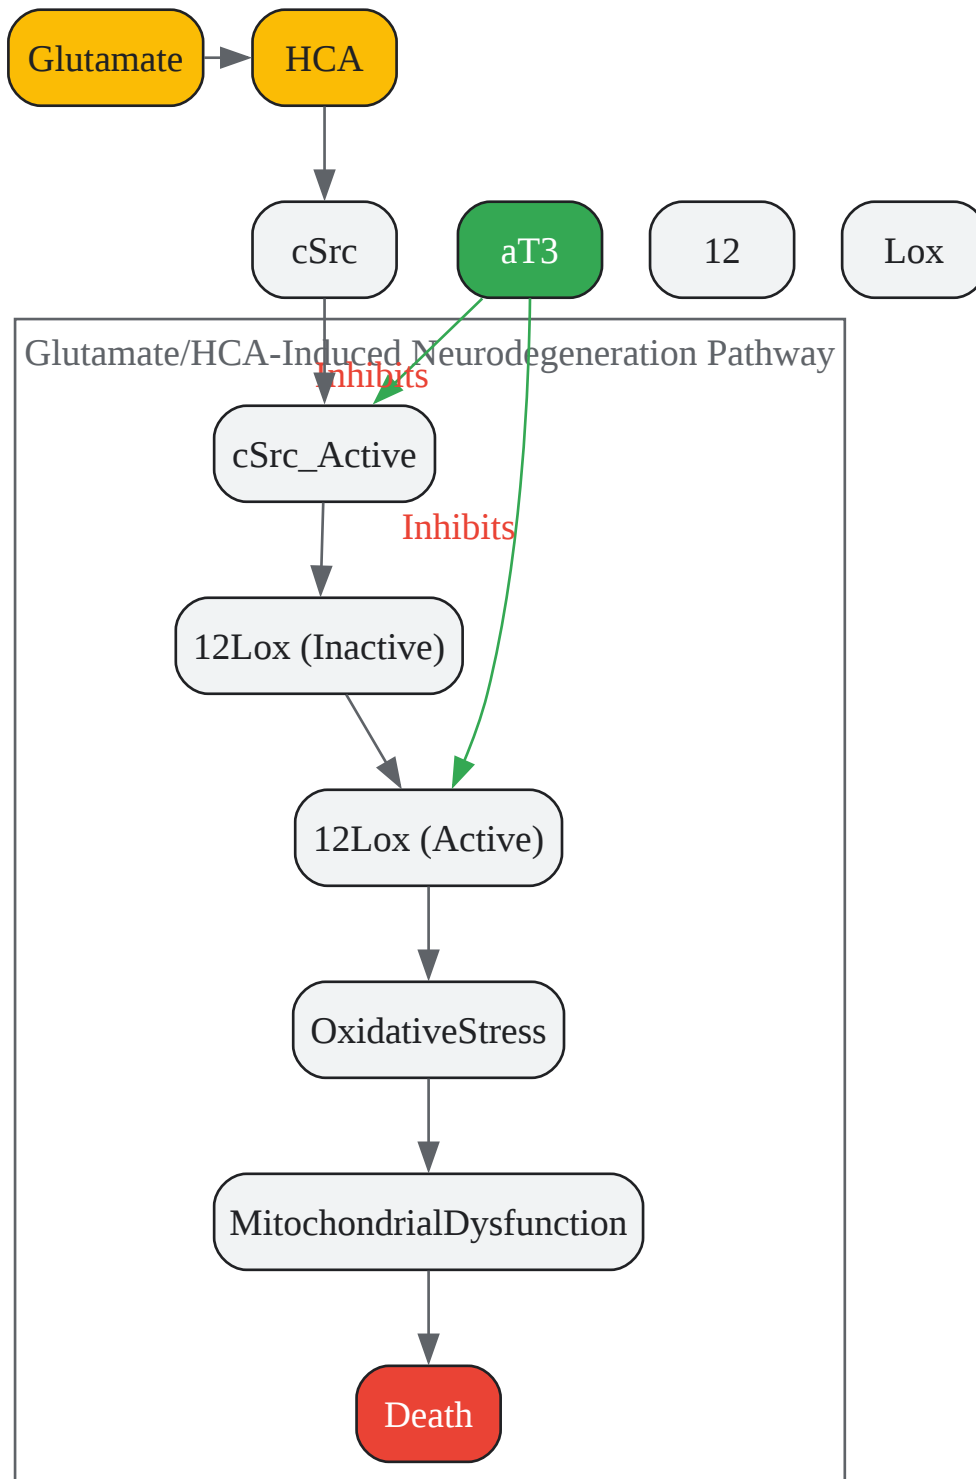 Glutamate
HCA
cSrc
aT3
12
Lox
Glutamate/HCA-Induced Neurodegeneration Pathway
Inhibits
cSrc_Active
Inhibits
12Lox (Inactive)
12Lox (Active)
OxidativeStress
MitochondrialDysfunction
Death